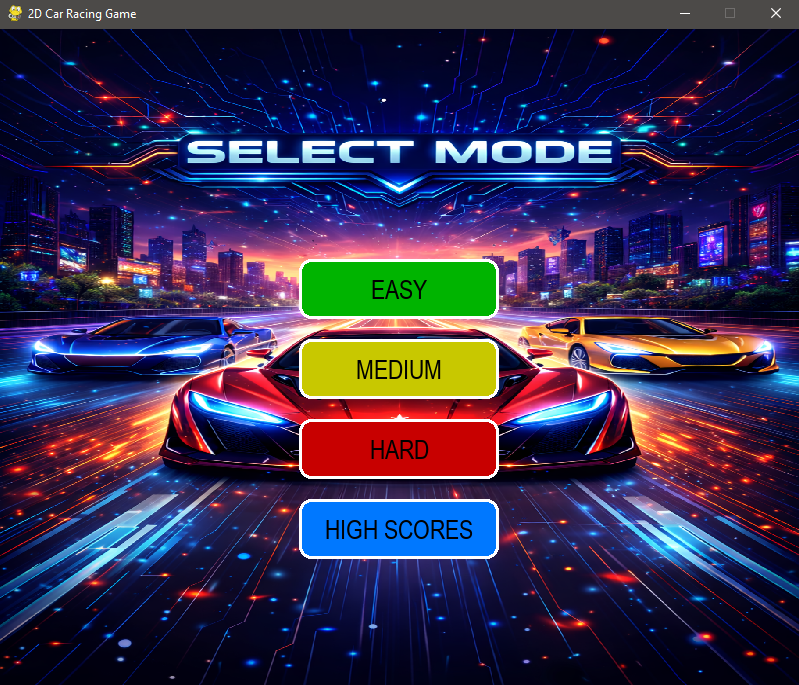 2D Car Racing Game
SELECT MODE
EASY
MEDIUM
HARD
HIGH SCORES